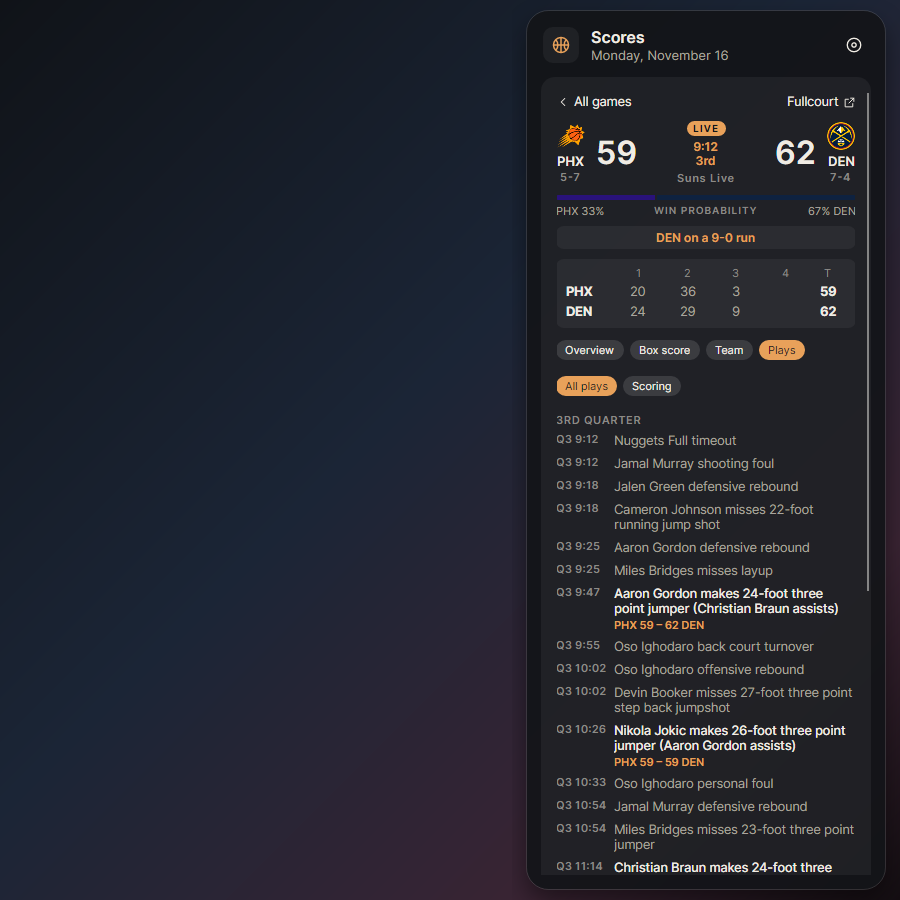 Scores
Monday, November 16
All games
Fullcourt
LIVE
59
9:12
62
3rd
PHX
DEN
5-7
Suns Live
7-4
PHX 33%
WIN PROBABILITY
67% DEN
DEN on a 9-0 run
1 2 3 4 T
PHX 20 36 3 59
DEN 24 29 9 62
Overview
Box score
Team
Plays
All plays
Scoring
3RD QUARTER
Q3 9:12 Nuggets Full timeout
Q3 9:12 Jamal Murray shooting foul
Q3 9:18 Jalen Green defensive rebound
Q3 9:18 Cameron Johnson misses 22-foot
running jump shot
Q3 9:25 Aaron Gordon defensive rebound
Q3 9:25 Miles Bridges misses layup
Q3 9:47 Aaron Gordon makes 24-foot three
point jumper (Christian Braun assists)
PHX 59 – 62 DEN
Q3 9:55 Oso Ighodaro back court turnover
Q3 10:02 Oso Ighodaro offensive rebound
Q3 10:02 Devin Booker misses 27-foot three point
step back jumpshot
Q3 10:26 Nikola Jokic makes 26-foot three point
jumper (Aaron Gordon assists)
PHX 59 – 59 DEN
Q3 10:33 Oso Ighodaro personal foul
Q3 10:54 Jamal Murray defensive rebound
Q3 10:54 Miles Bridges misses 23-foot three point
jumper
Q3 11:14 Christian Braun makes 24-foot three